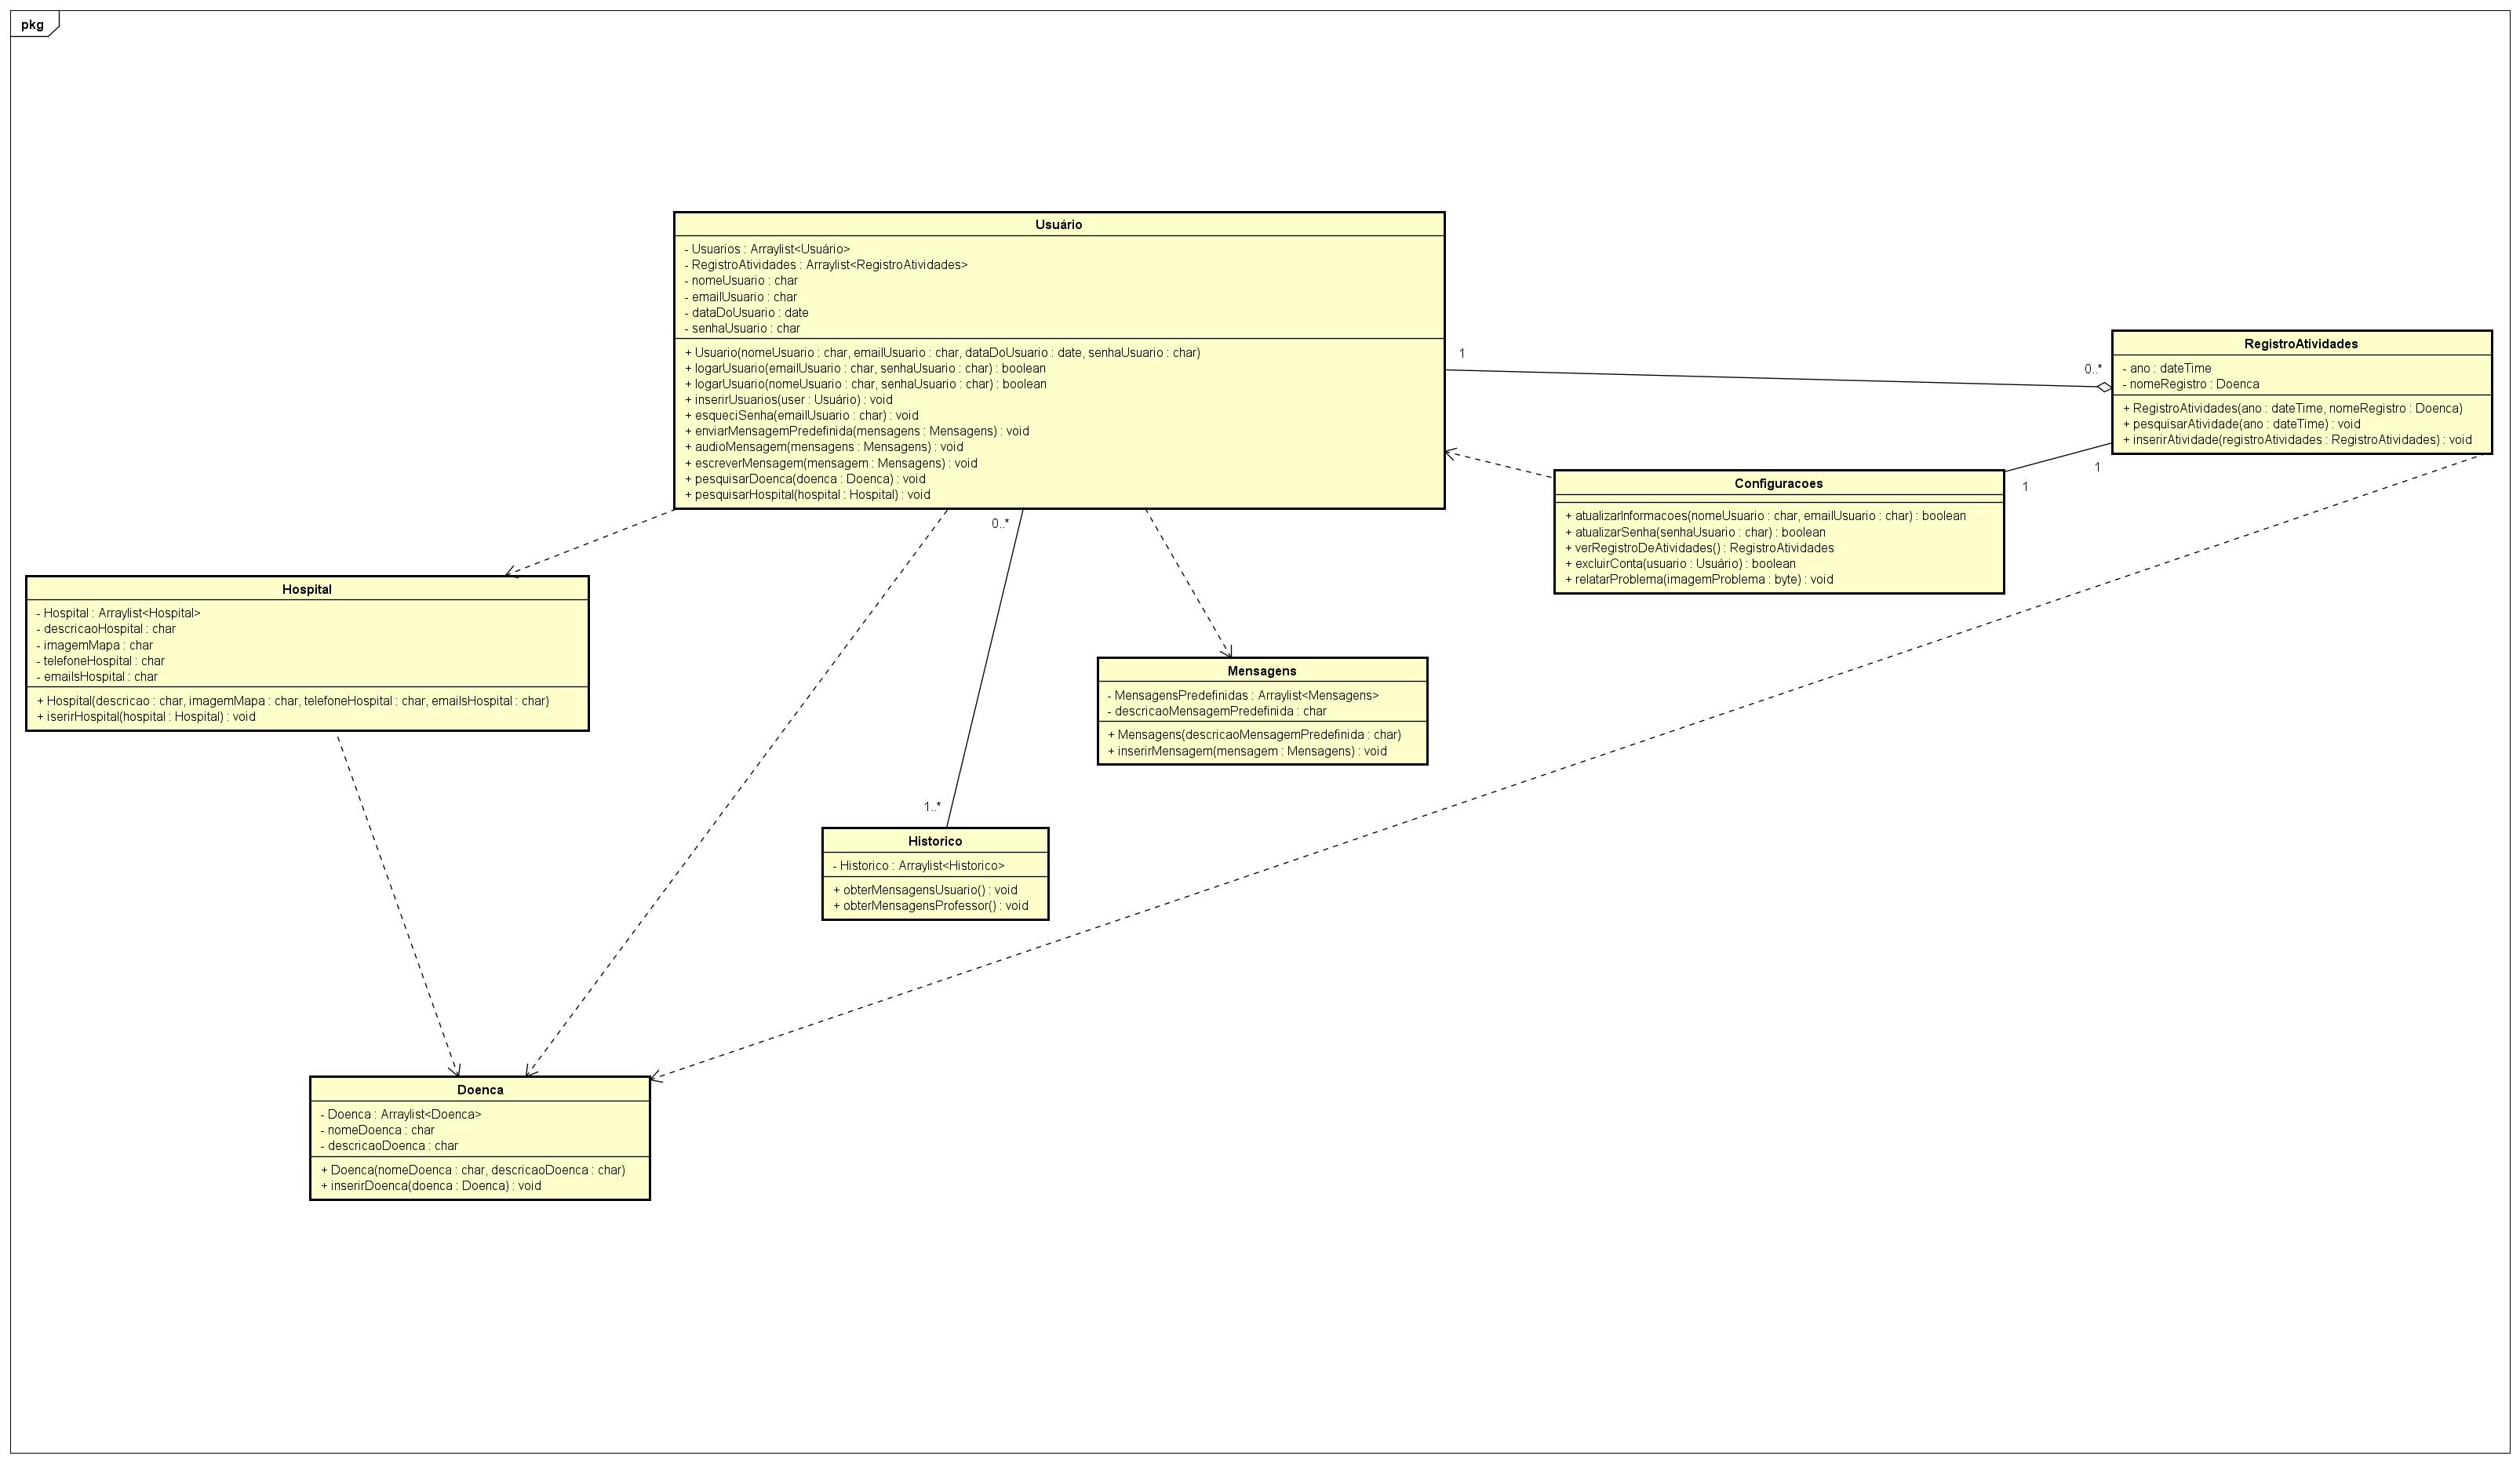 pkg
Usuário
- Usuarios : Arraylist<Usuário>
- RegistroAtividades : Arraylist<RegistroAtividades>
- nomeUsuario : char
- emailUsuario : char
- dataDoUsuario : date
- senhaUsuario : char
+ Usuario(nomeUsuario : char, emailUsuario : char, dataDoUsuario : date, senhaUsuario : char)
+ logarUsuario(emailUsuario : char, senhaUsuario : char) : boolean
+ logarUsuario(nomeUsuario : char, senhaUsuario : char) : boolean
+ inserirUsuarios(user : Usuário) : void
+ esqueciSenha(emailUsuario : char) : void
+ enviarMensagemPredefinida(mensagens : Mensagens) : void
+ audioMensagem(mensagens : Mensagens) : void
+ escreverMensagem(mensagem : Mensagens) : void
+ pesquisarDoenca(doenca : Doenca) : void
+ pesquisarHospital(hospital : Hospital) : void
1
0..*
RegistroAtividades
- ano : dateTime
- nomeRegistro : Doenca
+ RegistroAtividades(ano : dateTime, nomeRegistro : Doenca)
+ pesquisarAtividade(ano : dateTime) : void
+ inserirAtividade(registroAtividades : RegistroAtividades) : void
1
1
Configuracoes
+ atualizarInformacoes(nomeUsuario : char, emailUsuario : char) : boolean
+ atualizarSenha(senhaUsuario : char) : boolean
+ verRegistroDeAtividades() : RegistroAtividades
+ excluirConta(usuario : Usuário) : boolean
+ relatarProblema(imagemProblema : byte) : void
0..*
Hospital
- Hospital : Arraylist<Hospital>
- descricaoHospital : char
- imagemMapa : char
- telefoneHospital : char
- emailsHospital : char
+ Hospital(descricao : char, imagemMapa : char, telefoneHospital : char, emailsHospital : char)
+ iserirHospital(hospital : Hospital) : void
Mensagens
- MensagensPredefinidas : Arraylist<Mensagens>
- descricaoMensagemPredefinida : char
+ Mensagens(descricaoMensagemPredefinida : char)
+ inserirMensagem(mensagem : Mensagens) : void
1..*
Historico
- Historico : Arraylist<Historico>
+ obterMensagensUsuario() : void
+ obterMensagensProfessor() : void
Doenca
- Doenca : Arraylist<Doenca>
- nomeDoenca : char
- descricaoDoenca : char
+ Doenca(nomeDoenca : char, descricaoDoenca : char)
+ inserirDoenca(doenca : Doenca) : void